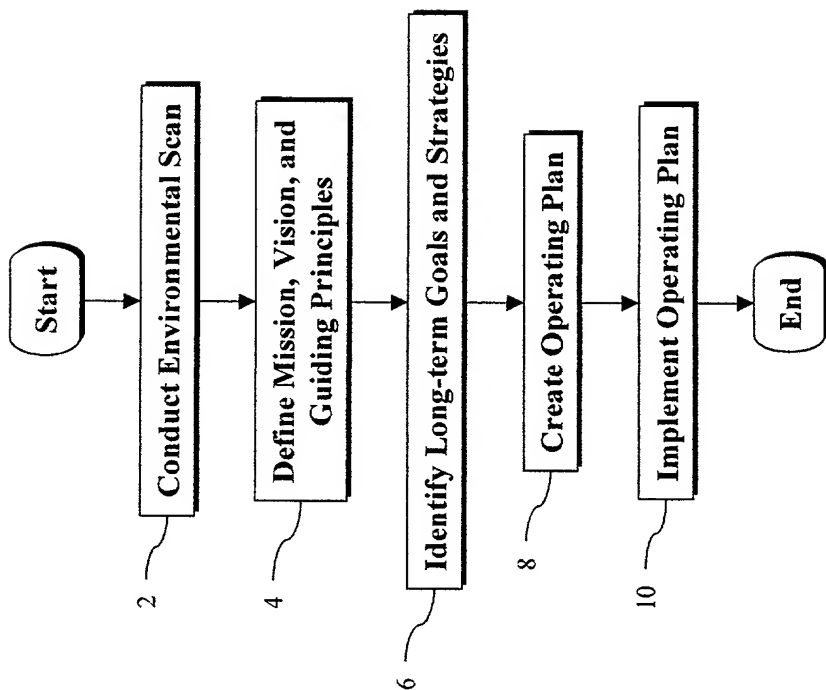 Start
2
Conduct Environmental Scan
4
Define Mission, Vision, and
Guiding Principles
6
Identify Long-term Goals and Strategies
8
Create Operating Plan
10
Implement Operating Plan
End